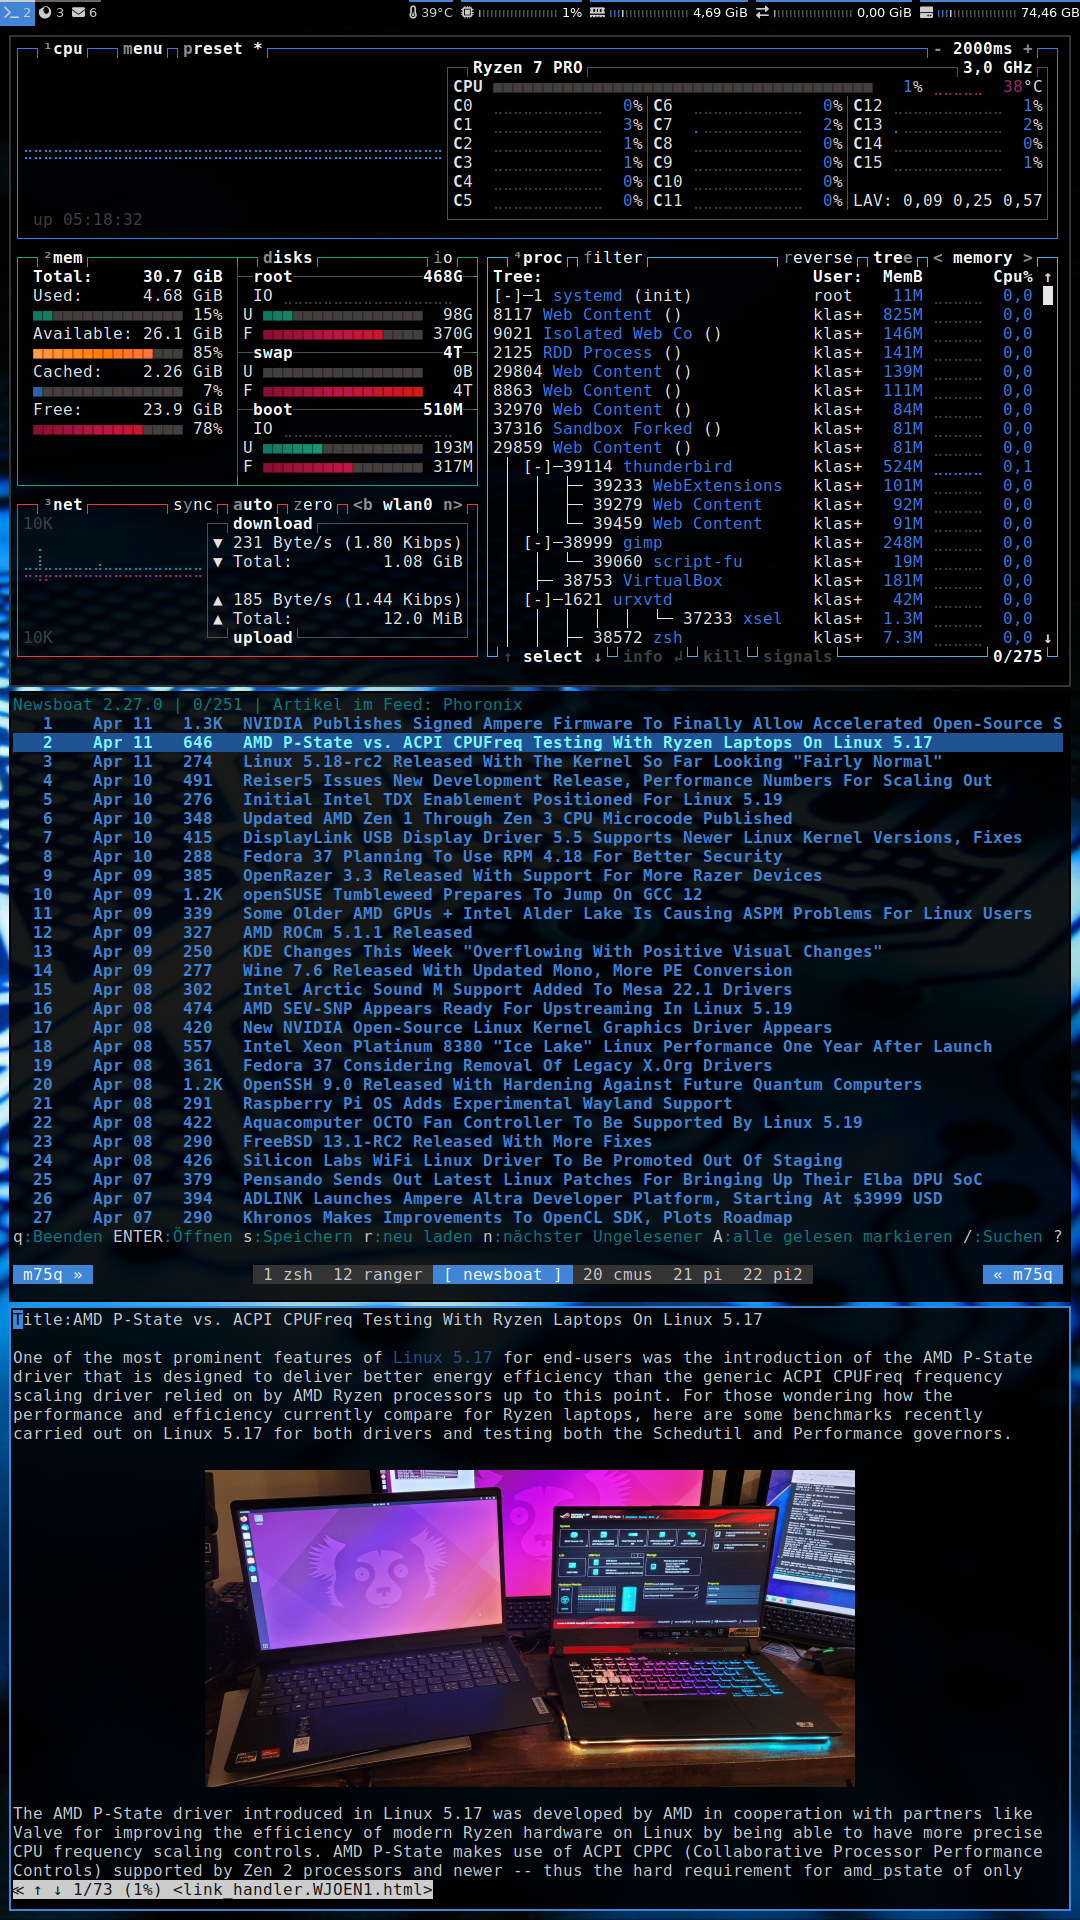 2 3 6 39°C 1% 4,69 GiB 0,00 GiB 74,46 GB
¹cpu menu preset * - 2000ms +
Ryzen 7 PRO 3,0 GHz
CPU 1% 38°C
C0 0% C6 0% C12 1%
C1 3% C7 2% C13 2%
C2 1% C8 0% C14 0%
C3 1% C9 0% C15 1%
C4 0% C10 0%
C5 0% C11 0% LAV: 0,09 0,25 0,57
up 05:18:32
²mem
Total: 30.7 GiB
Used: 4.68 GiB
15%
Available: 26.1 GiB
85%
Cached: 2.26 GiB
7%
Free: 23.9 GiB
78%
disks io
root 468G
IO
U 98G
F 370G
swap 4T
U 0B
F 4T
boot 510M
IO
U 193M
F 317M
³net sync auto zero <b wlan0 n>
10K
download
▼ 231 Byte/s (1.80 Kibps)
▼ Total: 1.08 GiB
▲ 185 Byte/s (1.44 Kibps)
▲ Total: 12.0 MiB
10K
upload
⁴proc filter reverse tree < memory >
Tree: User: MemB Cpu% ↑
[-]─1 systemd (init) root 11M 0,0
8117 Web Content () klas+ 825M 0,0
9021 Isolated Web Co () klas+ 146M 0,0
2125 RDD Process () klas+ 141M 0,0
29804 Web Content () klas+ 139M 0,0
8863 Web Content () klas+ 111M 0,0
32970 Web Content () klas+ 84M 0,0
37316 Sandbox Forked () klas+ 81M 0,0
29859 Web Content () klas+ 81M 0,0
[-]─39114 thunderbird klas+ 524M 0,1
39233 WebExtensions klas+ 101M 0,0
39279 Web Content klas+ 92M 0,0
39459 Web Content klas+ 91M 0,0
[-]─38999 gimp klas+ 248M 0,0
39060 script-fu klas+ 19M 0,0
38753 VirtualBox klas+ 181M 0,0
[-]─1621 urxvtd klas+ 42M 0,0
37233 xsel klas+ 1.3M 0,0
38572 zsh klas+ 7.3M 0,0 ↓
↑ select ↓ info ↲ kill signals 0/275
Newsboat 2.27.0 | 0/251 | Artikel im Feed: Phoronix
1 Apr 11 1.3K NVIDIA Publishes Signed Ampere Firmware To Finally Allow Accelerated Open-Source S
2 Apr 11 646 AMD P-State vs. ACPI CPUFreq Testing With Ryzen Laptops On Linux 5.17
3 Apr 11 274 Linux 5.18-rc2 Released With The Kernel So Far Looking "Fairly Normal"
4 Apr 10 491 Reiser5 Issues New Development Release, Performance Numbers For Scaling Out
5 Apr 10 276 Initial Intel TDX Enablement Positioned For Linux 5.19
6 Apr 10 348 Updated AMD Zen 1 Through Zen 3 CPU Microcode Published
7 Apr 10 415 DisplayLink USB Display Driver 5.5 Supports Newer Linux Kernel Versions, Fixes
8 Apr 10 288 Fedora 37 Planning To Use RPM 4.18 For Better Security
9 Apr 09 385 OpenRazer 3.3 Released With Support For More Razer Devices
10 Apr 09 1.2K openSUSE Tumbleweed Prepares To Jump On GCC 12
11 Apr 09 339 Some Older AMD GPUs + Intel Alder Lake Is Causing ASPM Problems For Linux Users
12 Apr 09 327 AMD ROCm 5.1.1 Released
13 Apr 09 250 KDE Changes This Week "Overflowing With Positive Visual Changes"
14 Apr 09 277 Wine 7.6 Released With Updated Mono, More PE Conversion
15 Apr 08 302 Intel Arctic Sound M Support Added To Mesa 22.1 Drivers
16 Apr 08 474 AMD SEV-SNP Appears Ready For Upstreaming In Linux 5.19
17 Apr 08 420 New NVIDIA Open-Source Linux Kernel Graphics Driver Appears
18 Apr 08 557 Intel Xeon Platinum 8380 "Ice Lake" Linux Performance One Year After Launch
19 Apr 08 361 Fedora 37 Considering Removal Of Legacy X.Org Drivers
20 Apr 08 1.2K OpenSSH 9.0 Released With Hardening Against Future Quantum Computers
21 Apr 08 291 Raspberry Pi OS Adds Experimental Wayland Support
22 Apr 08 422 Aquacomputer OCTO Fan Controller To Be Supported By Linux 5.19
23 Apr 08 290 FreeBSD 13.1-RC2 Released With More Fixes
24 Apr 08 426 Silicon Labs WiFi Linux Driver To Be Promoted Out Of Staging
25 Apr 07 379 Pensando Sends Out Latest Linux Patches For Bringing Up Their Elba DPU SoC
26 Apr 07 394 ADLINK Launches Ampere Altra Developer Platform, Starting At $3999 USD
27 Apr 07 290 Khronos Makes Improvements To OpenCL SDK, Plots Roadmap
q:Beenden ENTER:Öffnen s:Speichern r:neu laden n:nächster Ungelesener A:alle gelesen markieren /:Suchen ?
m75q » 1 zsh 12 ranger [ newsboat ] 20 cmus 21 pi 22 pi2 « m75q
Title:AMD P-State vs. ACPI CPUFreq Testing With Ryzen Laptops On Linux 5.17
One of the most prominent features of Linux 5.17 for end-users was the introduction of the AMD P-State
driver that is designed to deliver better energy efficiency than the generic ACPI CPUFreq frequency
scaling driver relied on by AMD Ryzen processors up to this point. For those wondering how the
performance and efficiency currently compare for Ryzen laptops, here are some benchmarks recently
carried out on Linux 5.17 for both drivers and testing both the Schedutil and Performance governors.
The AMD P-State driver introduced in Linux 5.17 was developed by AMD in cooperation with partners like
Valve for improving the efficiency of modern Ryzen hardware on Linux by being able to have more precise
CPU frequency scaling controls. AMD P-State makes use of ACPI CPPC (Collaborative Processor Performance
Controls) supported by Zen 2 processors and newer -- thus the hard requirement for amd_pstate of only
≪ ↑ ↓ 1/73 (1%) <link_handler.WJOEN1.html>